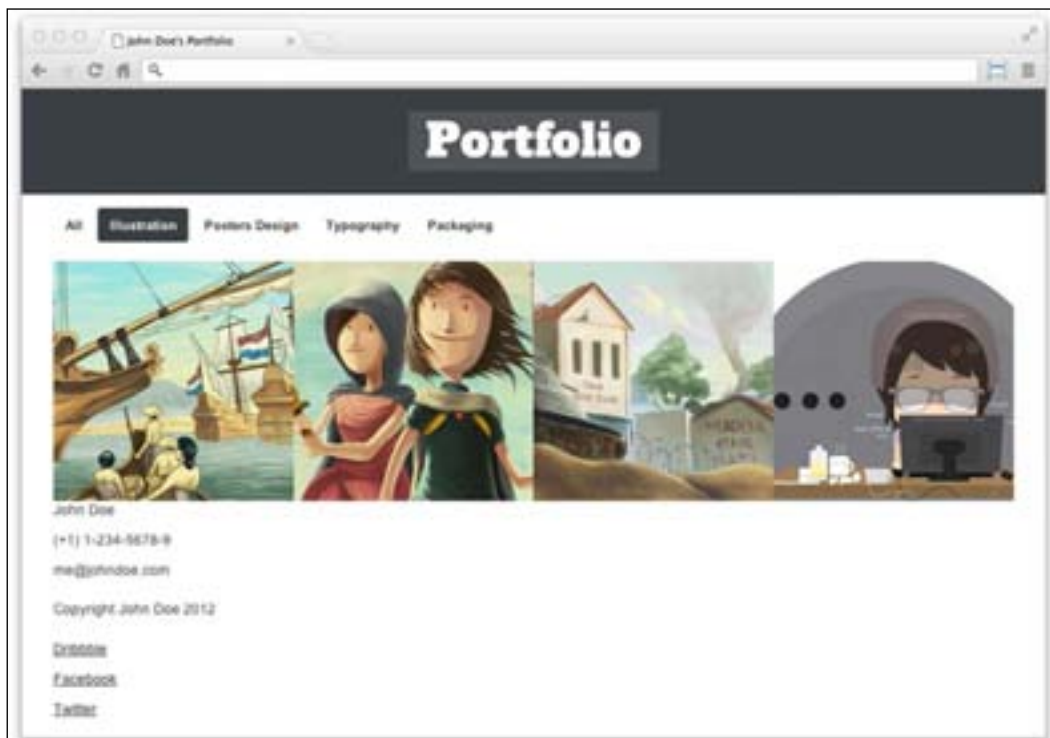 John Doe's Portfolio
Portfolio
All Illustration Posters Design Typography Packaging
John Doe
(+1) 1-234-5678-9
me@johndoe.com
Copyright John Doe 2012
Dribbble
Facebook
Twitter